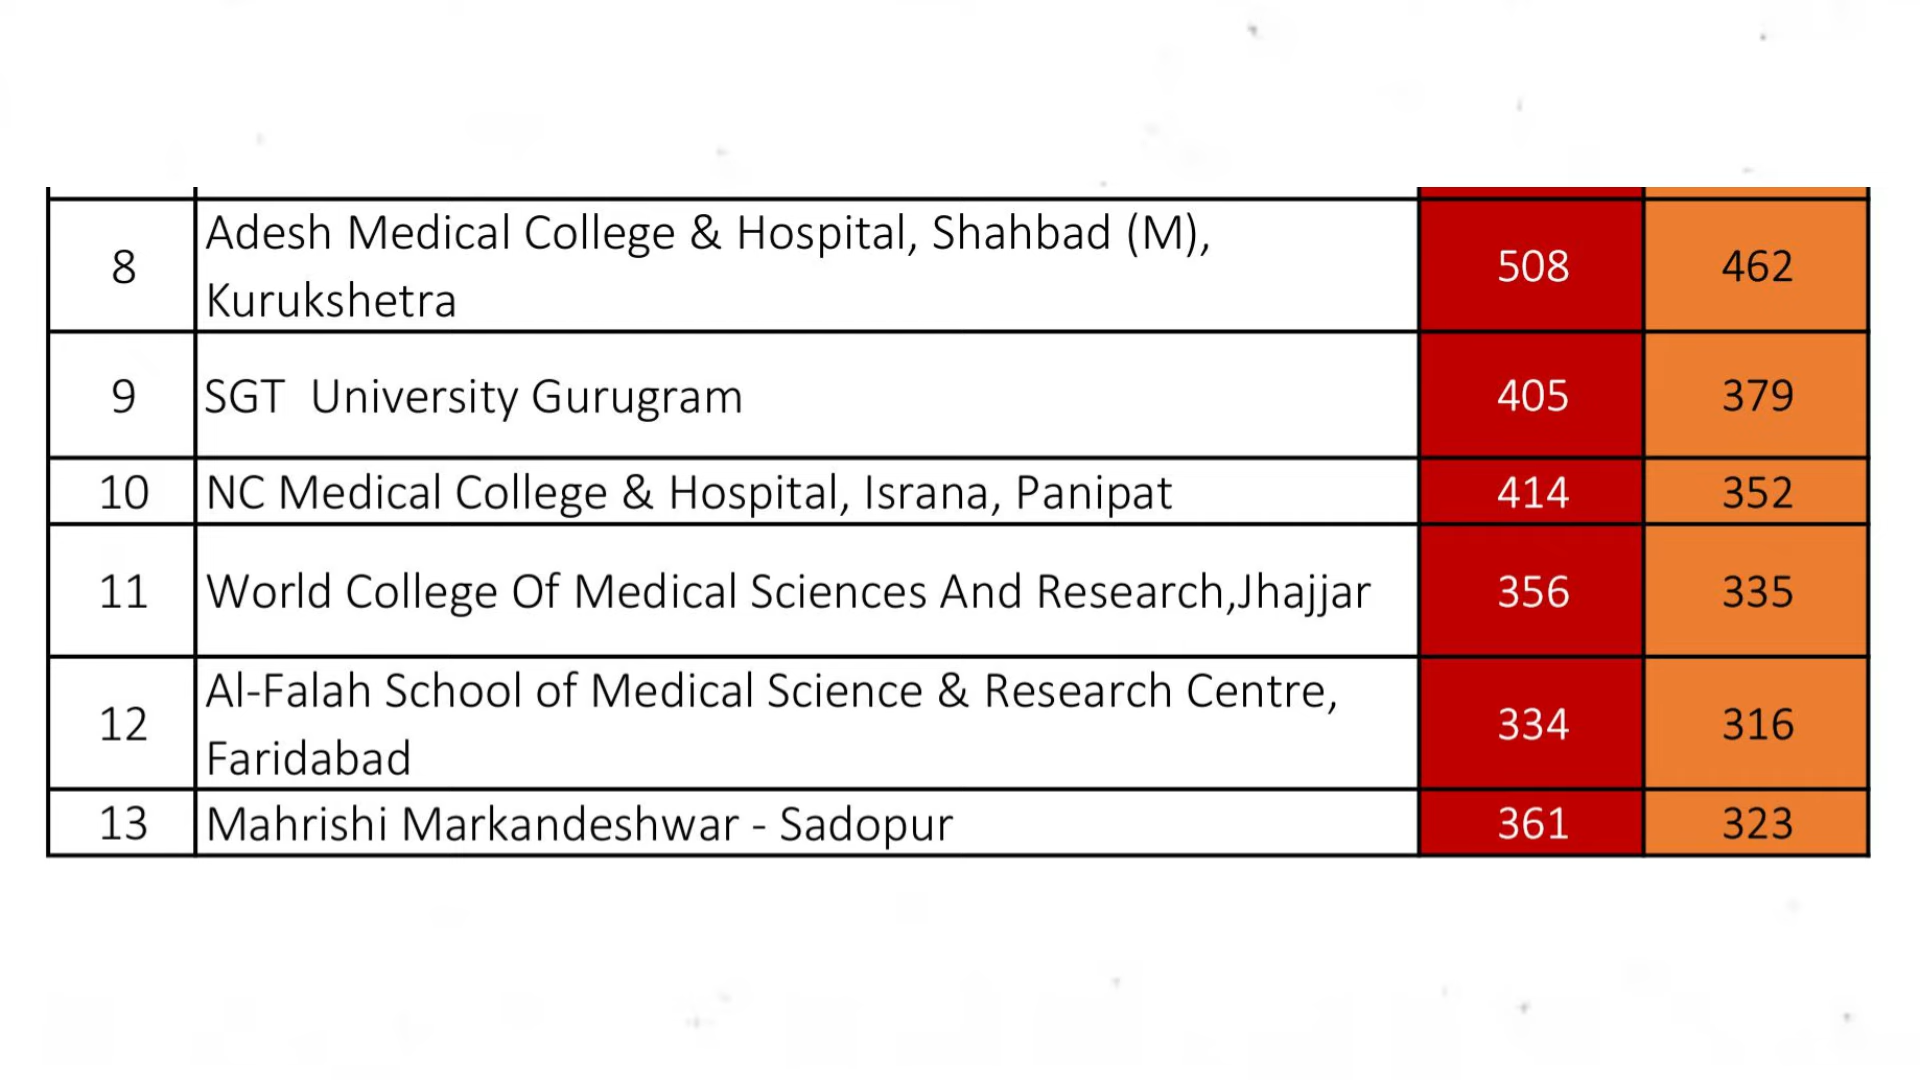 8 Adesh Medical College & Hospital, Shahbad (M), 508 462
Kurukshetra
9 SGT University Gurugram 405 379
10 NC Medical College & Hospital, Israna, Panipat 414 352
11 World College Of Medical Sciences And Research,Jhajjar 356 335
12 Al-Falah School of Medical Science & Research Centre, 334 316
Faridabad
13 Mahrishi Markandeshwar - Sadopur 361 323